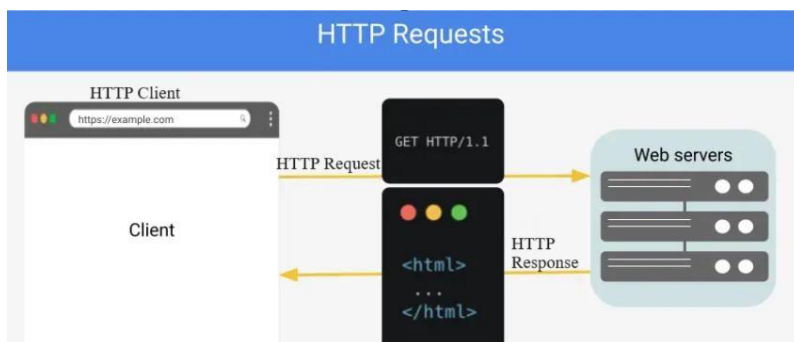 HTTP Requests
HTTP Client
https://example.com
Client
HTTP Request
GET HTTP/1.1
<html>
...
</html>
HTTP
Response
Web servers